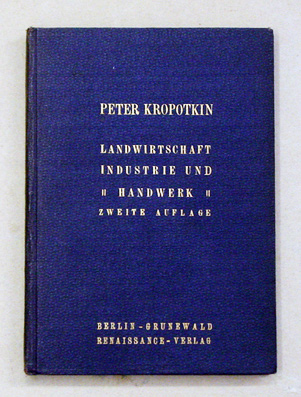 PETER KROPOTKIN
LANDWIRTSCHAFT
INDUSTRIE UND
" HANDWERK "
ZWEITE AUFLAGE
BERLIN-GRUNEWALD
RENAISSANCE-VERLAG